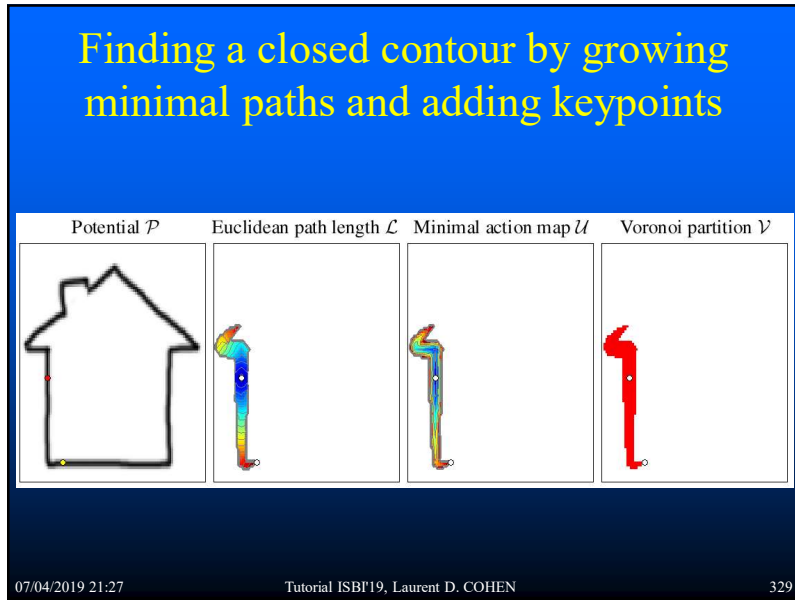 Finding a closed contour by growing
minimal paths and adding keypoints
Potential 𝒫 Euclidean path length ℒ Minimal action map 𝒰 Voronoi partition 𝒱
07/04/2019 21:27 Tutorial ISBI'19, Laurent D. COHEN 329